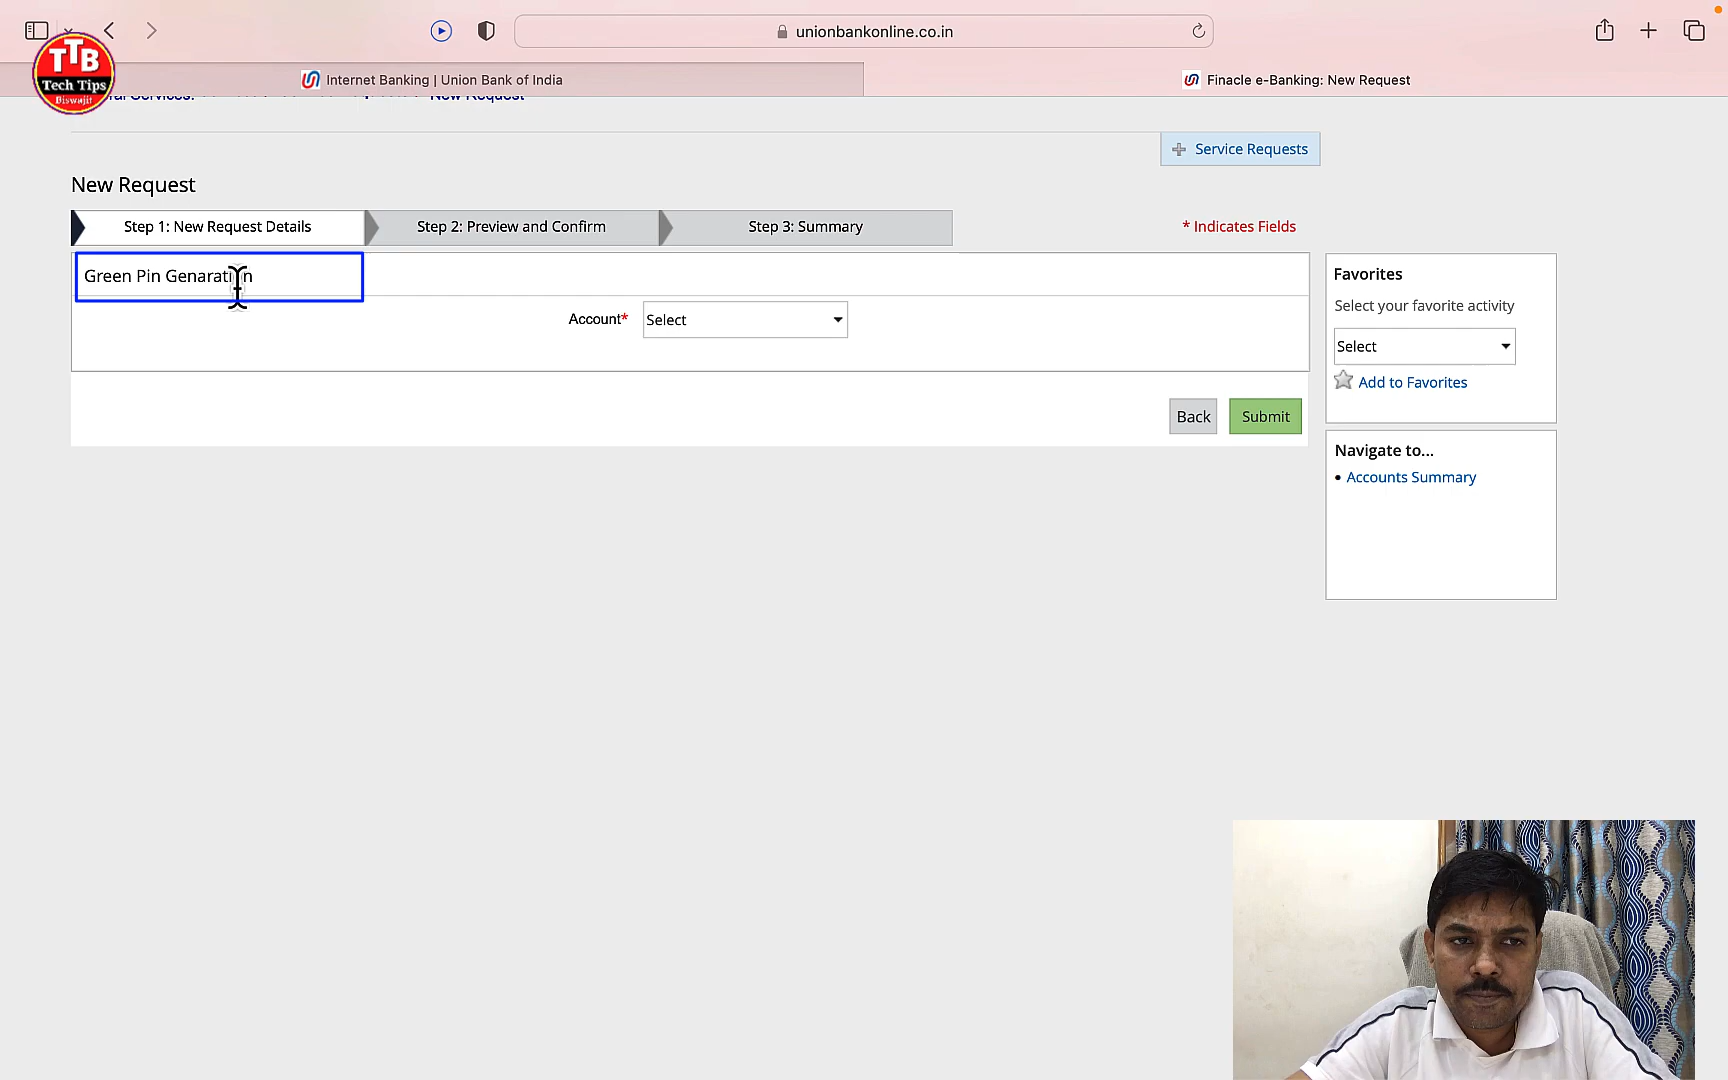 unionbankonline.co.in
TTB
Tech Tips
Biswajit
Internet Banking | Union Bank of India
Finacle e-Banking: New Request
New Request
Service Requests
New Request
Step 1: New Request Details
Step 2: Preview and Confirm
Step 3: Summary
* Indicates Fields
Green Pin Genaration
Account*
Select
Back
Submit
Favorites
Select your favorite activity
Select
Add to Favorites
Navigate to...
Accounts Summary